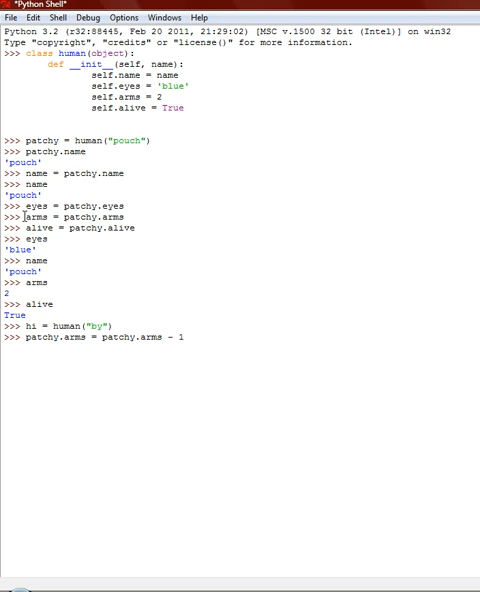 *Python Shell*
File Edit Shell Debug Options Windows Help
Python 3.2 (r32:88445, Feb 20 2011, 21:29:02) [MSC v.1500 32 bit (Intel)] on win32
Type "copyright", "credits" or "license()" for more information.
>>> class human(object):
def __init__(self, name):
self.name = name
self.eyes = 'blue'
self.arms = 2
self.alive = True
>>> patchy = human("pouch")
>>> patchy.name
'pouch'
>>> name = patchy.name
>>> name
'pouch'
>>> eyes = patchy.eyes
>>> arms = patchy.arms
>>> alive = patchy.alive
>>> eyes
'blue'
>>> name
'pouch'
>>> arms
2
>>> alive
True
>>> hi = human("by")
>>> patchy.arms = patchy.arms - 1